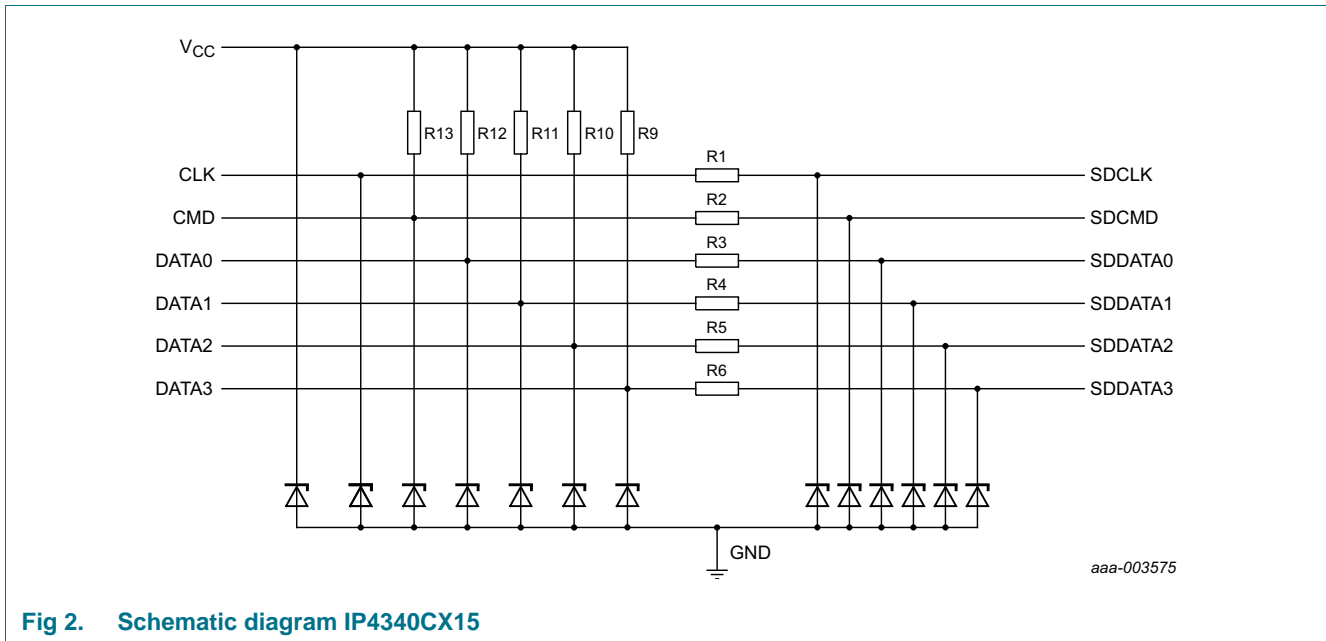 VCC
R13 R12 R11 R10 R9
CLK R1 SDCLK
CMD R2 SDCMD
DATA0 R3 SDDATA0
DATA1 R4 SDDATA1
DATA2 R5 SDDATA2
DATA3 R6 SDDATA3
GND
aaa-003575
Fig 2. Schematic diagram IP4340CX15